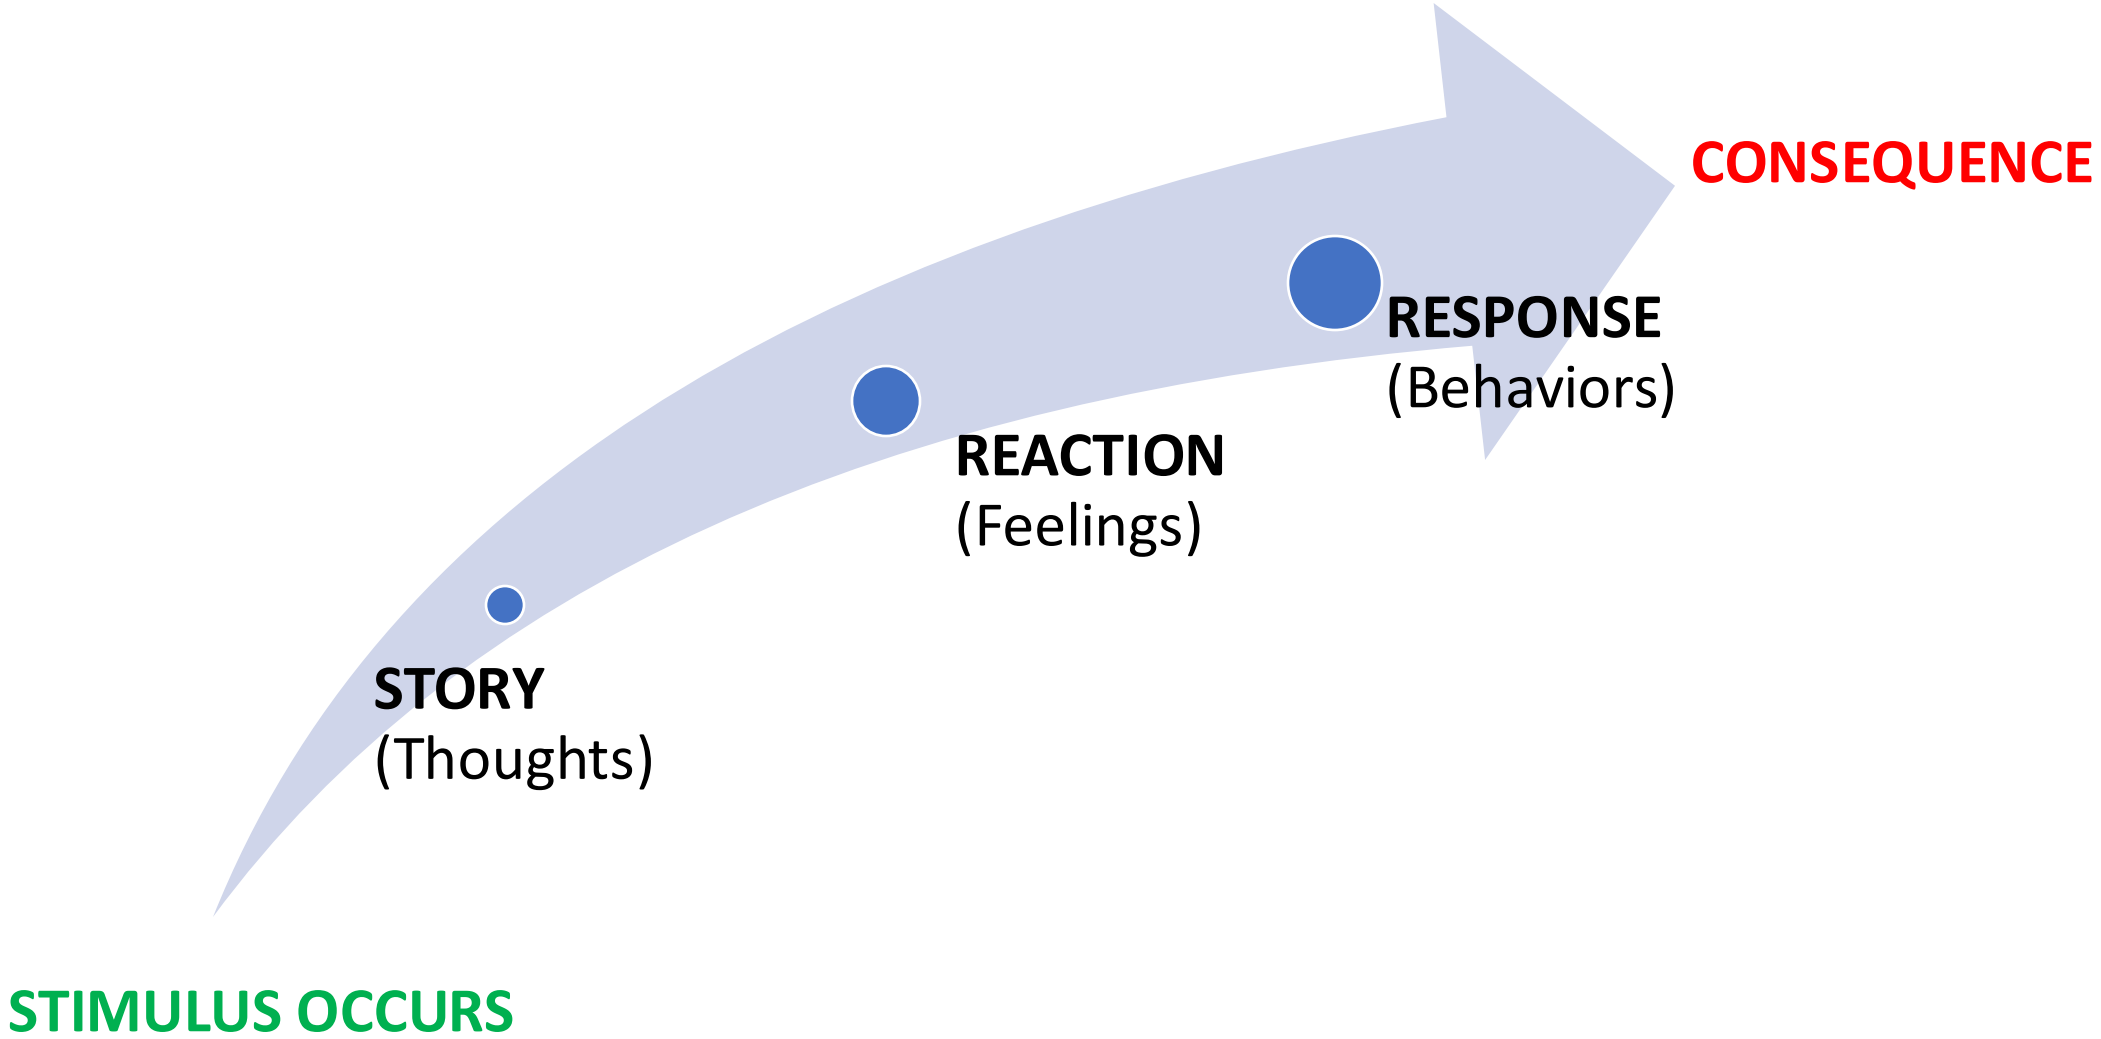 STIMULUS OCCURS
STORY
(Thoughts)
REACTION
(Feelings)
RESPONSE
(Behaviors)
CONSEQUENCE